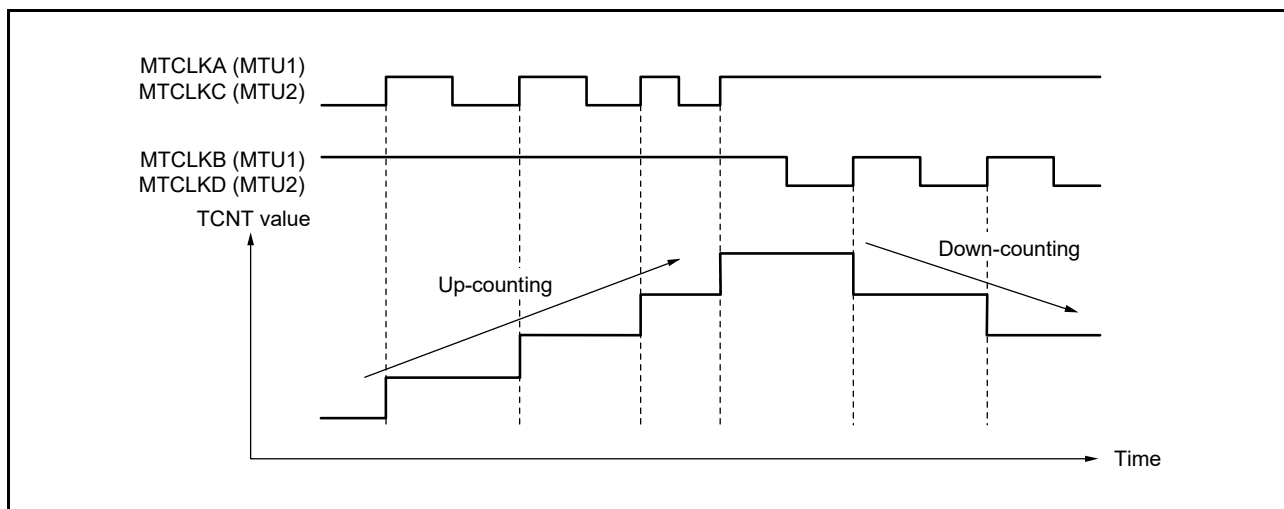 MTCLKA (MTU1)
MTCLKC (MTU2)
MTCLKB (MTU1)
MTCLKD (MTU2)
TCNT value
Up-counting
Down-counting
Time